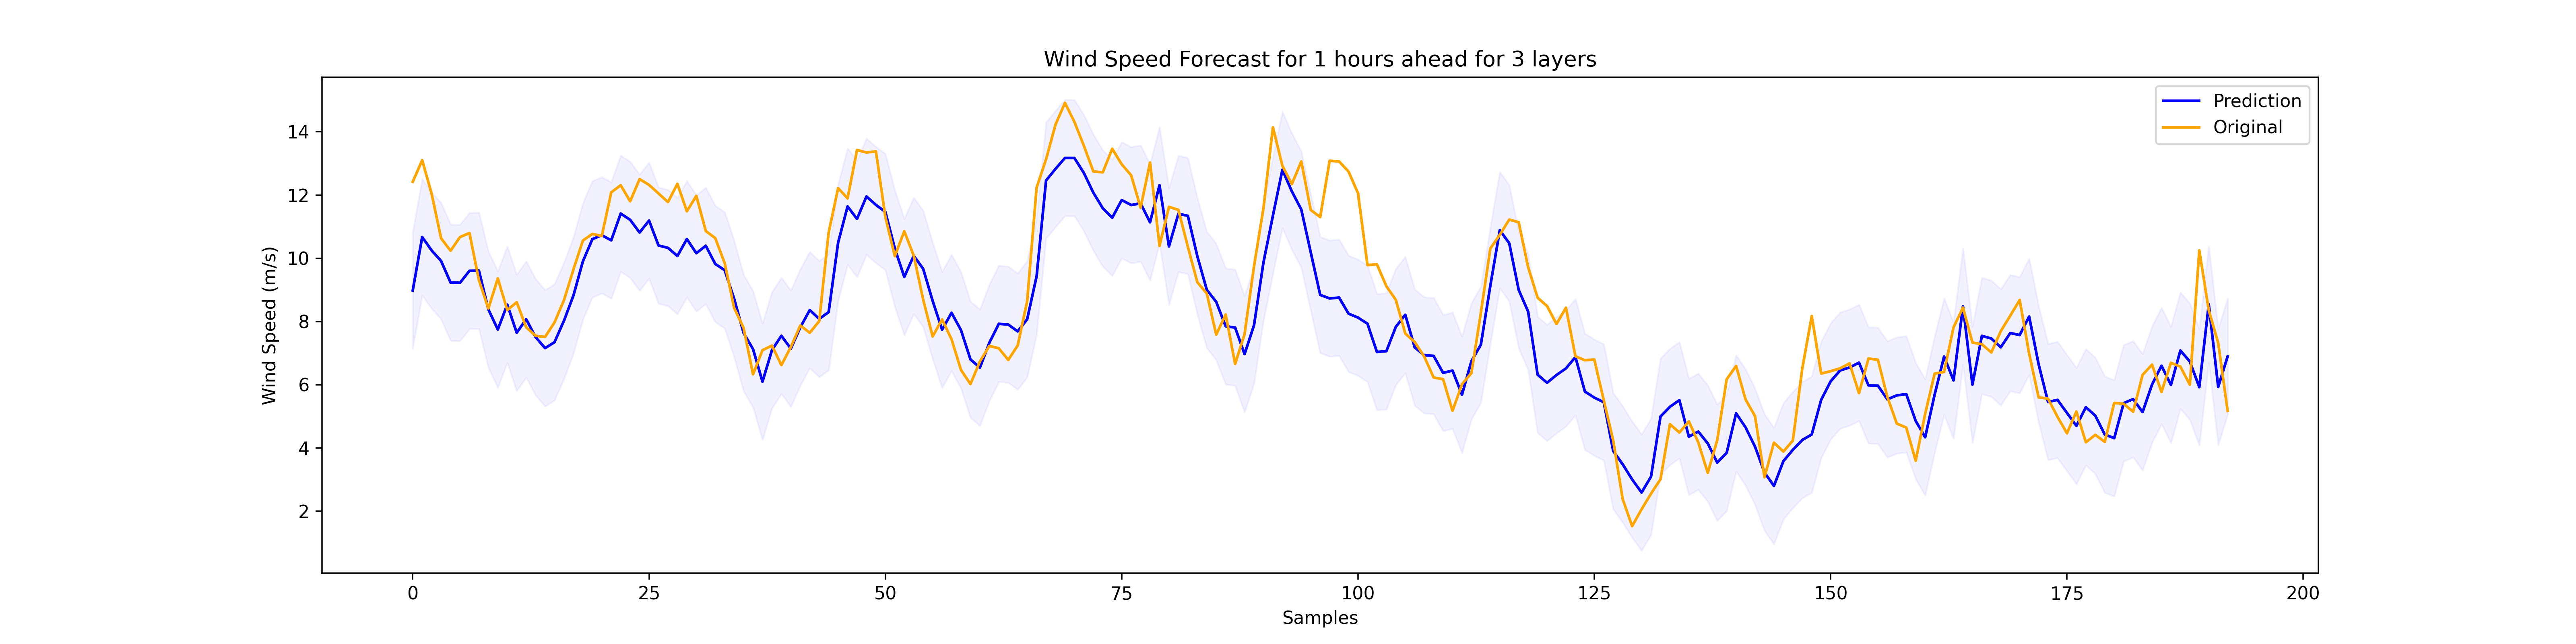 Wind Speed Forecast for 1 hours ahead for 3 layers
Prediction
Original
Wind Speed (m/s)
14
12
10
8
6
4
2
0 25 50 75 100 125 150 175 200
Samples